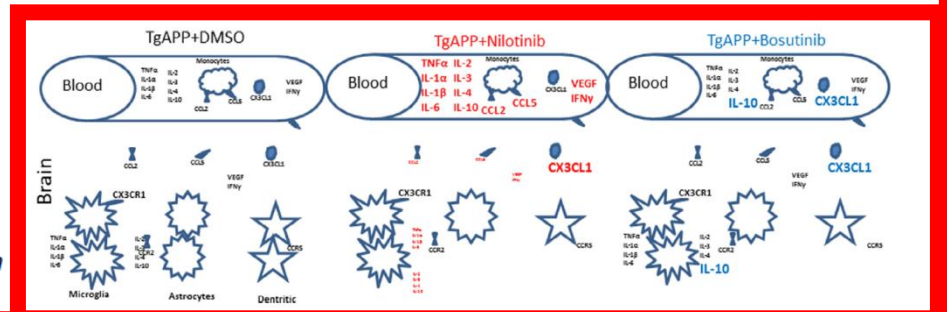 TgAPP+DMSO
Blood
TNFα IL-2
IL-1α IL-3
IL-1β IL-4
IL-6 IL-10
Monocytes
CCL2
CCL5
CX3CL1
VEGF
IFNγ
TgAPP+Nilotinib
Blood
TNFα IL-2
IL-1α IL-3
IL-1β IL-4
IL-6 IL-10
Monocytes
CCL2
CCL5
CX3CL1
VEGF
IFNγ
TgAPP+Bosutinib
Blood
TNFα IL-2
IL-1α IL-3
IL-1β IL-4
IL-6
IL-10
Monocytes
CCL2
CCL5
CX3CL1
VEGF
IFNγ
Brain
CCL2
CCL5
CX3CL1
VEGF
IFNγ
CX3CR1
TNFα
IL-1α
IL-1β
IL-6
IL-10
CCR2
CCR5
Microglia
Astrocytes
Dentritic
CX3CL1
CX3CR1
CCR2
CCR5
CCL2
CCL5
CX3CL1
VEGF
IFNγ
CX3CR1
TNFα
IL-1α
IL-1β
IL-6
IL-2
IL-3
IL-4
IL-10
CCR2
CCR5